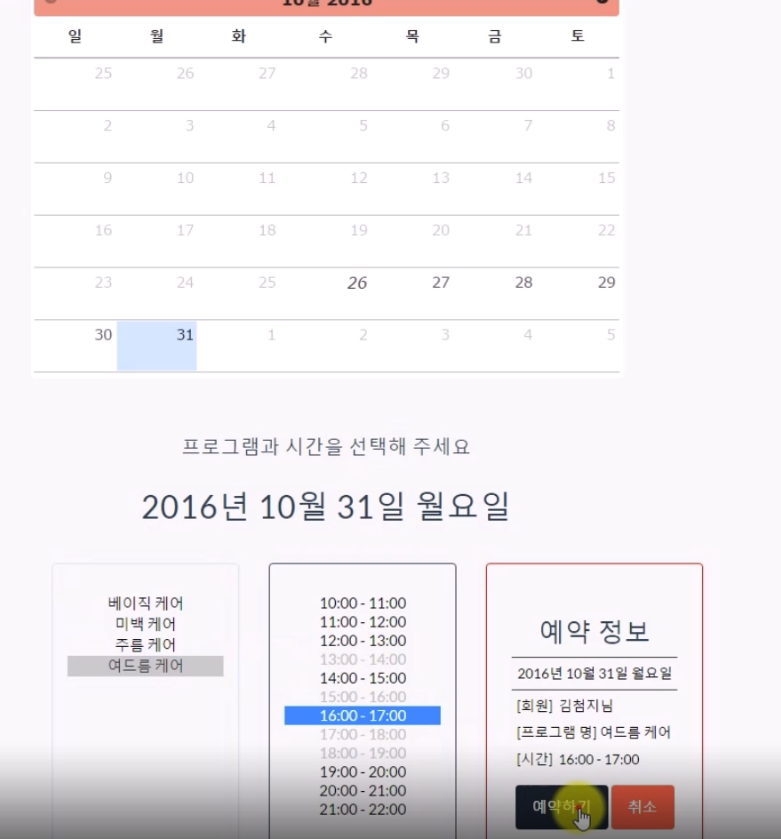 10월 2016
일 월 화 수 목 금 토
25 26 27 28 29 30 1
2 3 4 5 6 7 8
9 10 11 12 13 14 15
16 17 18 19 20 21 22
23 24 25 26 27 28 29
30 31 1 2 3 4 5
프로그램과 시간을 선택해 주세요
2016년 10월 31일 월요일
베이직 케어
미백 케어
주름 케어
여드름 케어
10:00 - 11:00
11:00 - 12:00
12:00 - 13:00
13:00 - 14:00
14:00 - 15:00
15:00 - 16:00
16:00 - 17:00
17:00 - 18:00
18:00 - 19:00
19:00 - 20:00
20:00 - 21:00
21:00 - 22:00
예약 정보
2016년 10월 31일 월요일
[회원] 김첨지님
[프로그램 명] 여드름 케어
[시간] 16:00 - 17:00
예약하기 취소